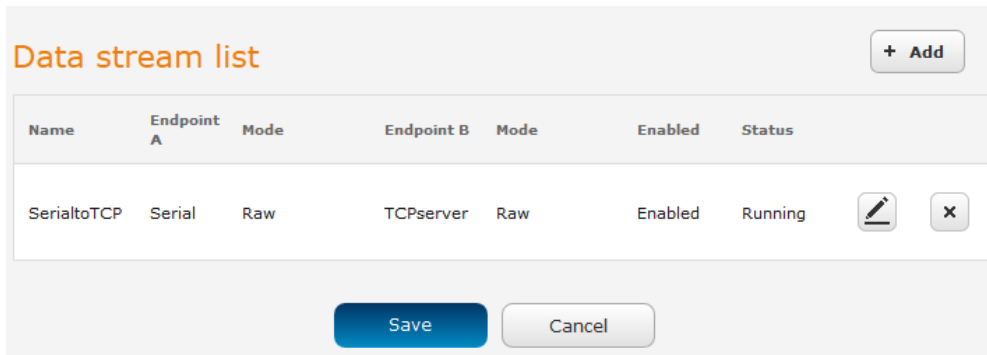 Data stream list
+ Add
Name Endpoint A Mode Endpoint B Mode Enabled Status
SerialtoTCP Serial Raw TCPserver Raw Enabled Running
Save Cancel